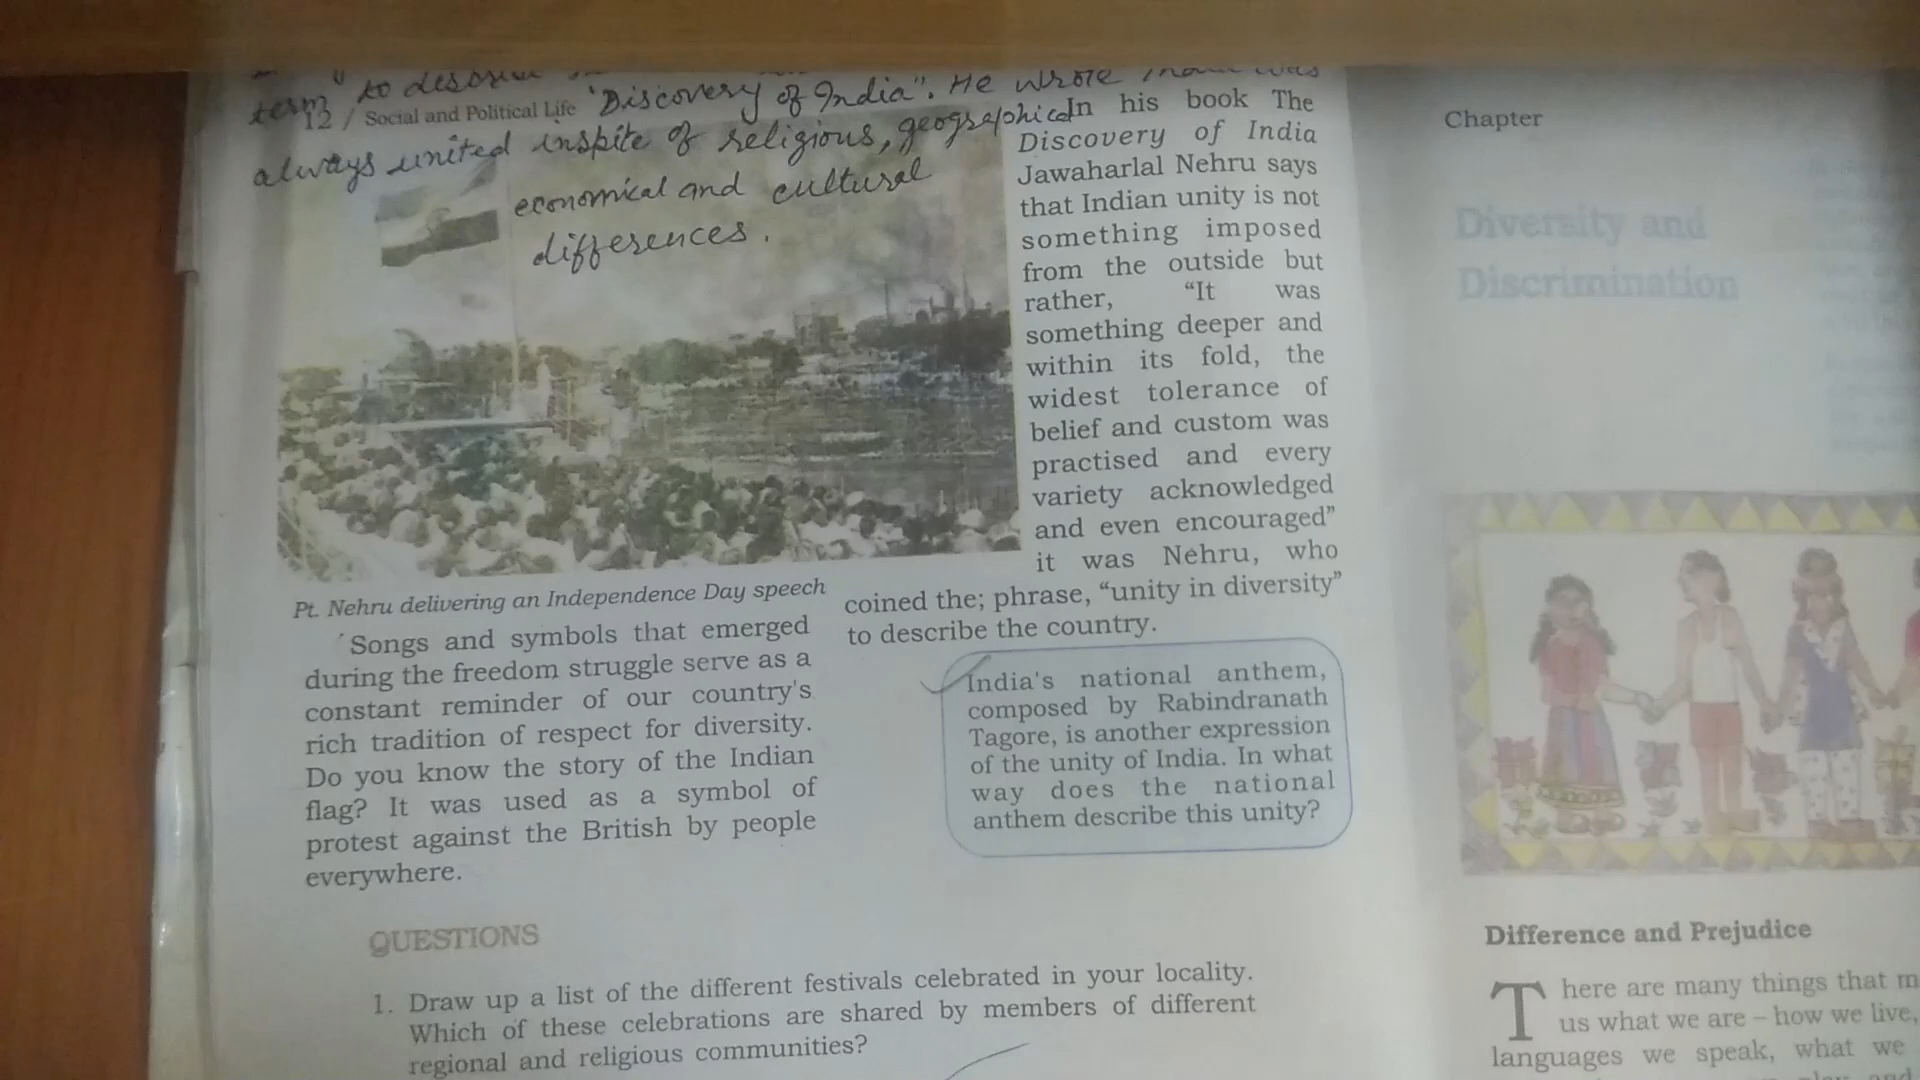 term to describe
12 / Social and Political Life 'Discovery of India". He wrote
always united inspite of religious, geographical
economical and cultural
differences.
In his book The
Discovery of India
Jawaharlal Nehru says
that Indian unity is not
something imposed
from the outside but
rather, “It was
something deeper and
within its fold, the
widest tolerance of
belief and custom was
practised and every
variety acknowledged
and even encouraged”
it was Nehru, who
coined the; phrase, “unity in diversity”
to describe the country.
Pt. Nehru delivering an Independence Day speech
Songs and symbols that emerged
during the freedom struggle serve as a
constant reminder of our country's
rich tradition of respect for diversity.
Do you know the story of the Indian
flag? It was used as a symbol of
protest against the British by people
everywhere.
India's national anthem,
composed by Rabindranath
Tagore, is another expression
of the unity of India. In what
way does the national
anthem describe this unity?
QUESTIONS
1. Draw up a list of the different festivals celebrated in your locality.
Which of these celebrations are shared by members of different
regional and religious communities?
Chapter
Diversity and
Discrimination
Difference and Prejudice
There are many things that
us what we are – how we live,
languages we speak, what we